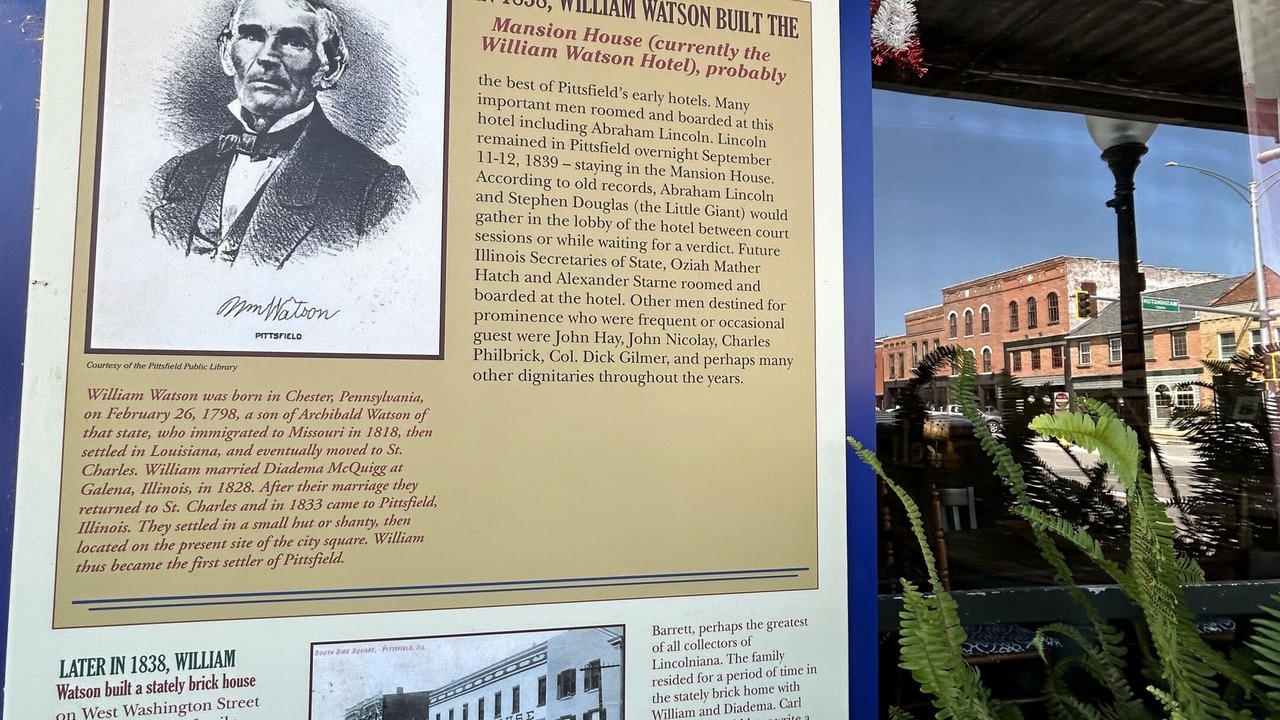 Wm Watson
PITTSFIELD
Courtesy of the Pittsfield Public Library
William Watson was born in Chester, Pennsylvania,
on February 26, 1798, a son of Archibald Watson of
that state, who immigrated to Missouri in 1818, then
settled in Louisiana, and eventually moved to St.
Charles. William married Diadema McQuigg at
Galena, Illinois, in 1828. After their marriage they
returned to St. Charles and in 1833 came to Pittsfield,
Illinois. They settled in a small hut or shanty, then
located on the present site of the city square. William
thus became the first settler of Pittsfield.
IN 1838, WILLIAM WATSON BUILT THE
Mansion House (currently the
William Watson Hotel), probably
the best of Pittsfield's early hotels. Many
important men roomed and boarded at this
hotel including Abraham Lincoln. Lincoln
remained in Pittsfield overnight September
11-12, 1839 – staying in the Mansion House.
According to old records, Abraham Lincoln
and Stephen Douglas (the Little Giant) would
gather in the lobby of the hotel between court
sessions or while waiting for a verdict. Future
Illinois Secretaries of State, Oziah Mather
Hatch and Alexander Starne roomed and
boarded at the hotel. Other men destined for
prominence who were frequent or occasional
guest were John Hay, John Nicolay, Charles
Philbrick, Col. Dick Gilmer, and perhaps many
other dignitaries throughout the years.
LATER IN 1838, WILLIAM
Watson built a stately brick house
on West Washington Street
SOUTH SIDE SQUARE, PITTSFIELD, ILL.
Barrett, perhaps the greatest
of all collectors of
Lincolniana. The family
resided for a period of time in
the stately brick home with
William and Diadema. Carl
WASHINGTON